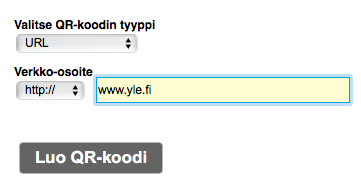 Valitse QR-koodin tyyppi
URL
Verkko-osoite
http:// www.yle.fi
Luo QR-koodi